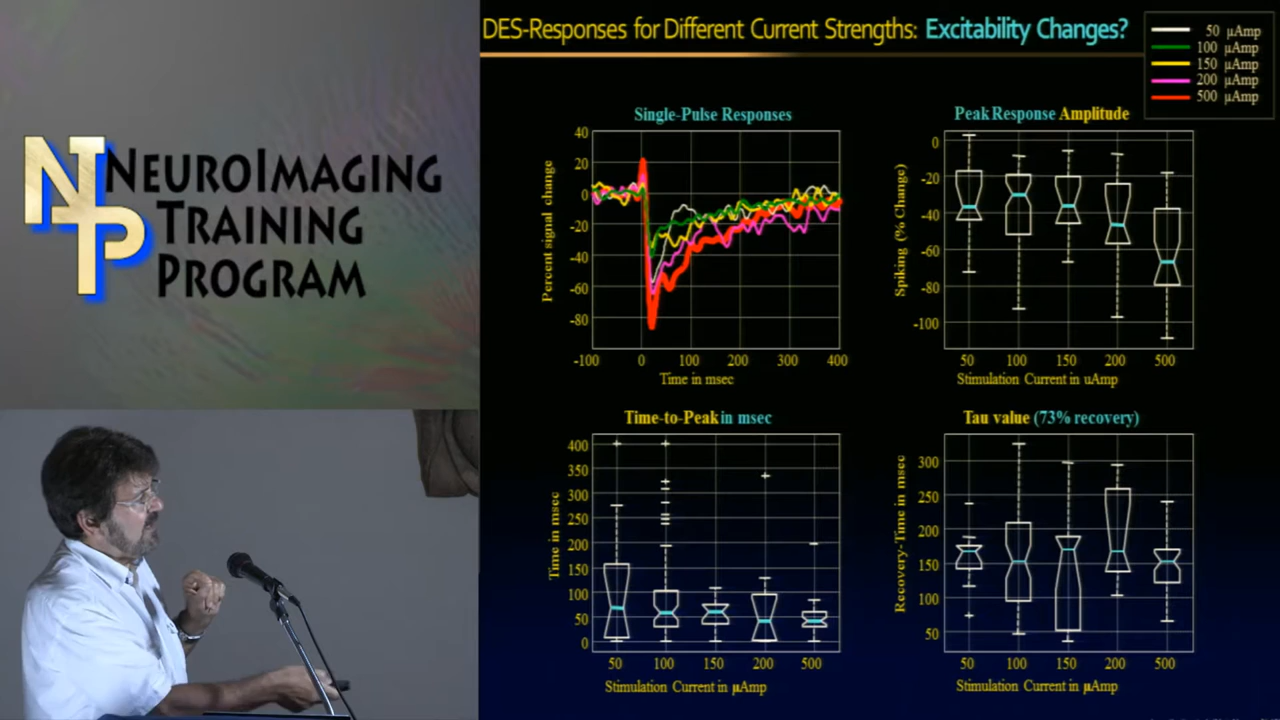 NEUROIMAGING
TRAINING
PROGRAM
NTP
DES-Responses for Different Current Strengths: Excitability Changes?
50 µAmp
100 µAmp
150 µAmp
200 µAmp
500 µAmp
Single-Pulse Responses
Percent signal change
40
20
0
-20
-40
-60
-80
-100
-100 0 100 200 300 400
Time in msec
Peak Response Amplitude
Spiking (% Change)
0
-20
-40
-60
-80
-100
50 100 150 200 500
Stimulation Current in uAmp
Time-to-Peak in msec
Time in msec
400
350
300
250
200
150
100
50
0
50 100 150 200 500
Stimulation Current in µAmp
Tau value (73% recovery)
Recovery-Time in msec
300
250
200
150
100
50
50 100 150 200 500
Stimulation Current in µAmp